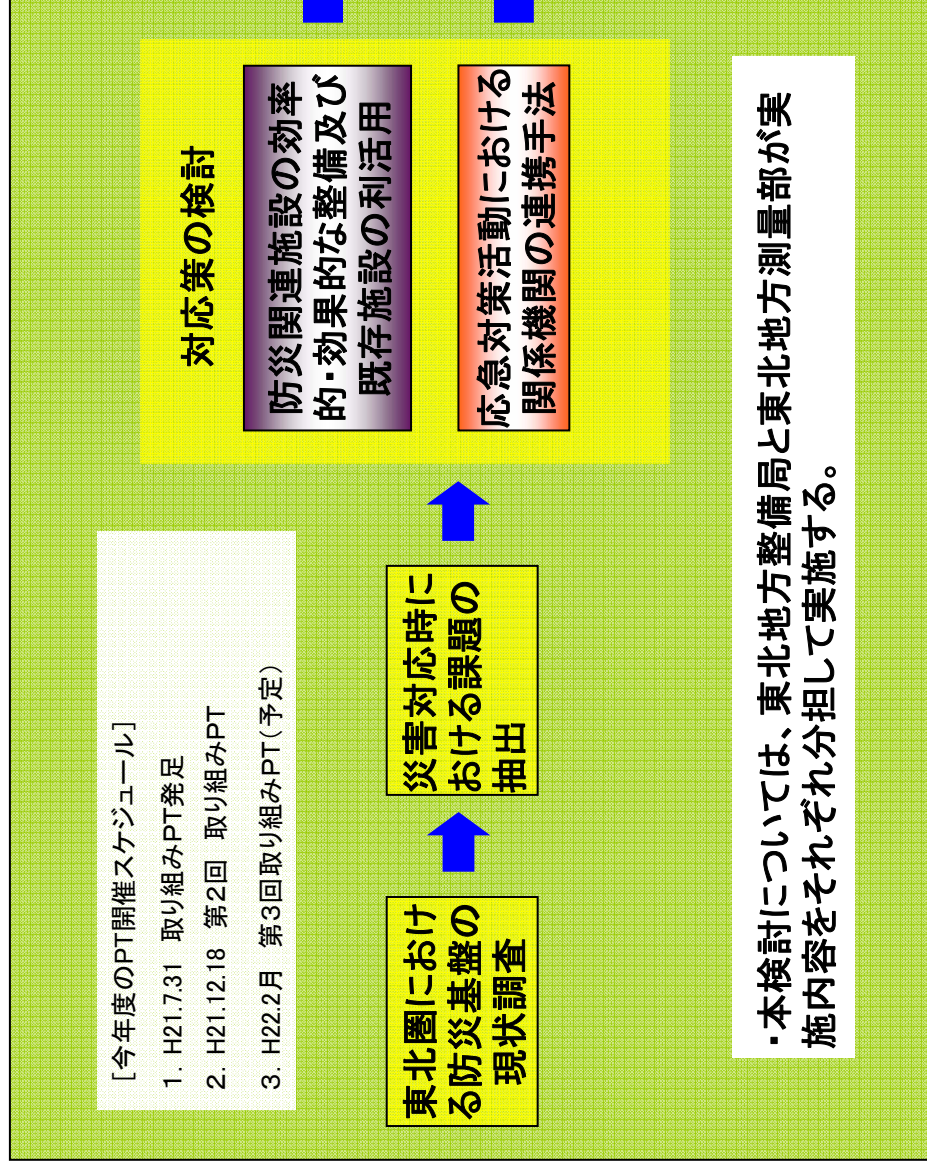 [今年度のPT開催スケジュール]
1. H21.7.31 取り組みPT発足
2. H21.12.18 第2回 取り組みPT
3. H22.2月 第3回取り組みPT(予定)
東北圏におけ
る防災基盤の
現状調査
災害対応時に
おける課題の
抽出
対応策の検討
防災関連施設の効率
的・効果的な整備及び
既存施設の利活用
応急対策活動における
関係機関の連携手法
・本検討については、東北地方整備局と東北地方測量部が実
施内容をそれぞれ分担して実施する。